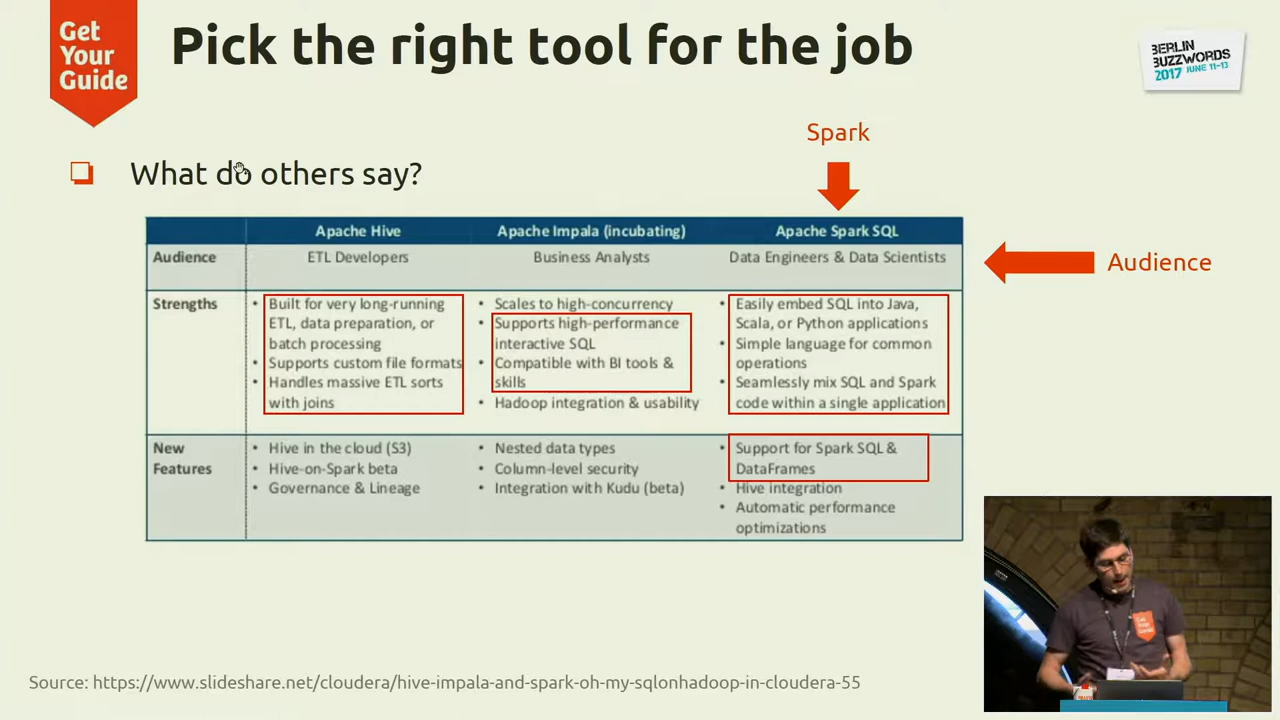 Get
Your
Guide
Pick the right tool for the job
BERLIN
BUZZWORDS
2017 JUNE 11-13
Spark
What do others say?
Apache Hive
Apache Impala (incubating)
Apache Spark SQL
Audience
ETL Developers
Business Analysts
Data Engineers & Data Scientists
Audience
Strengths
• Built for very long-running
ETL, data preparation, or
batch processing
• Supports custom file formats
• Handles massive ETL sorts
with joins
• Scales to high-concurrency
• Supports high-performance
interactive SQL
• Compatible with BI tools &
skills
• Hadoop integration & usability
• Easily embed SQL into Java,
Scala, or Python applications
• Simple language for common
operations
• Seamlessly mix SQL and Spark
code within a single application
New
Features
• Hive in the cloud (S3)
• Hive-on-Spark beta
• Governance & Lineage
• Nested data types
• Column-level security
• Integration with Kudu (beta)
• Support for Spark SQL &
DataFrames
• Hive integration
• Automatic performance
optimizations
Get
Your
Guide
Source: https://www.slideshare.net/cloudera/hive-impala-and-spark-oh-my-sqlonhadoop-in-cloudera-55